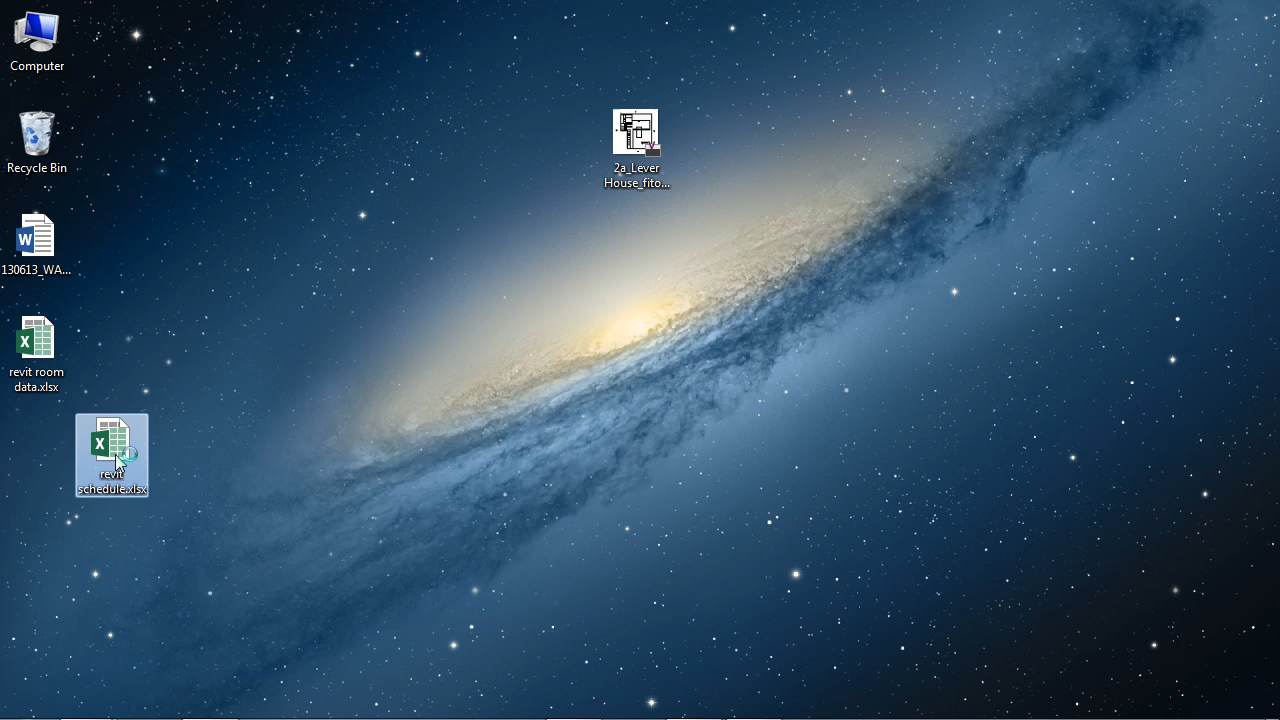 Computer
Recycle Bin
W
130613_WA...
X
revit room
data.xlsx
X
revit
schedule.xlsx
2a_Lever
House_fito...